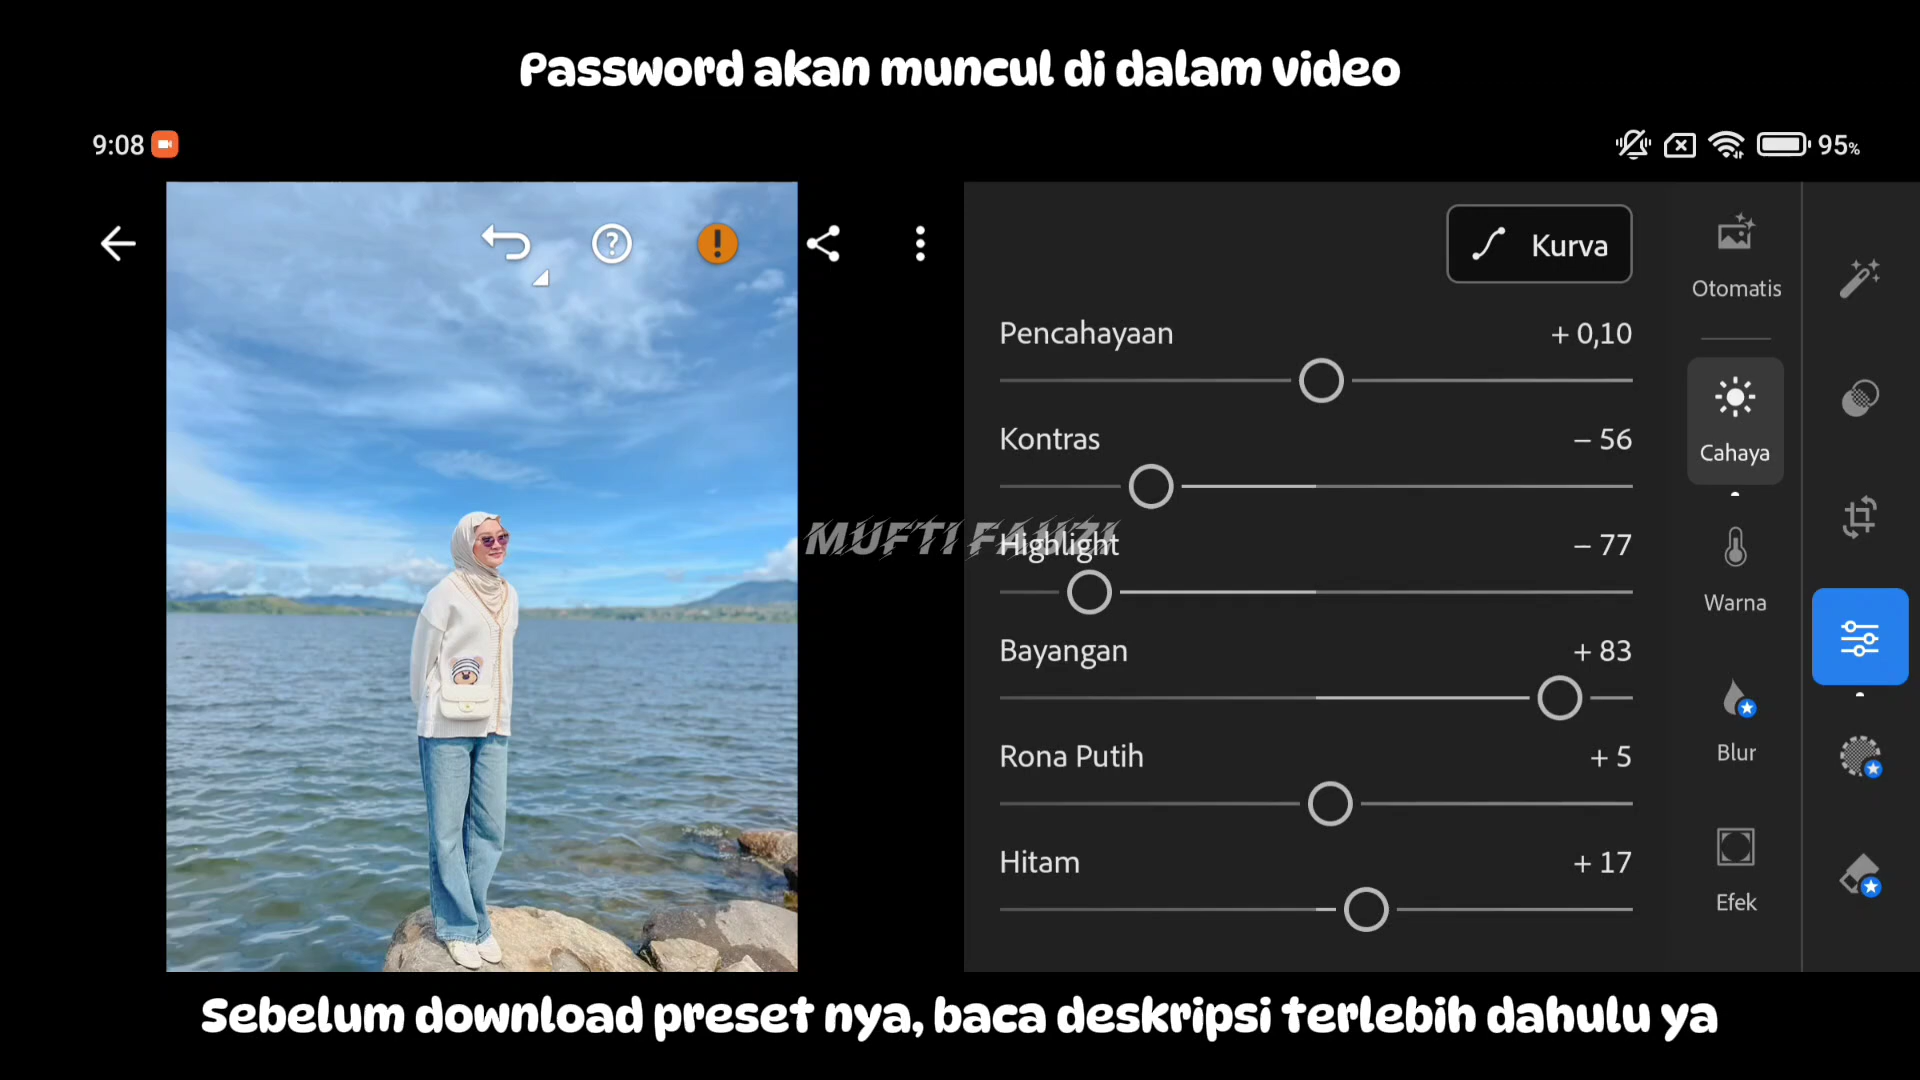 Password akan muncul di dalam video
9:08
95%
Kurva
Otomatis
Pencahayaan + 0,10
Kontras − 56
Cahaya
MUFTI FAUZI
Highlight − 77
Warna
Bayangan + 83
Rona Putih + 5
Blur
Hitam + 17
Efek
Sebelum download preset nya, baca deskripsi terlebih dahulu ya